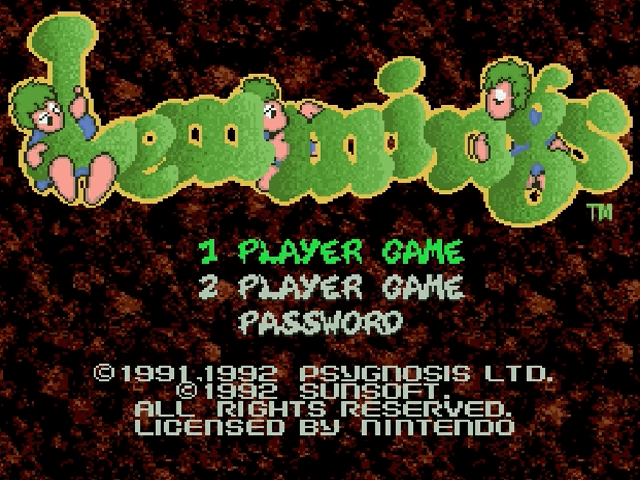 Lemmings
TM
1 PLAYER GAME
2 PLAYER GAME
PASSWORD
©1991,1992 PSYGNOSIS LTD.
©1992 SUNSOFT.
ALL RIGHTS RESERVED.
LICENSED BY NINTENDO